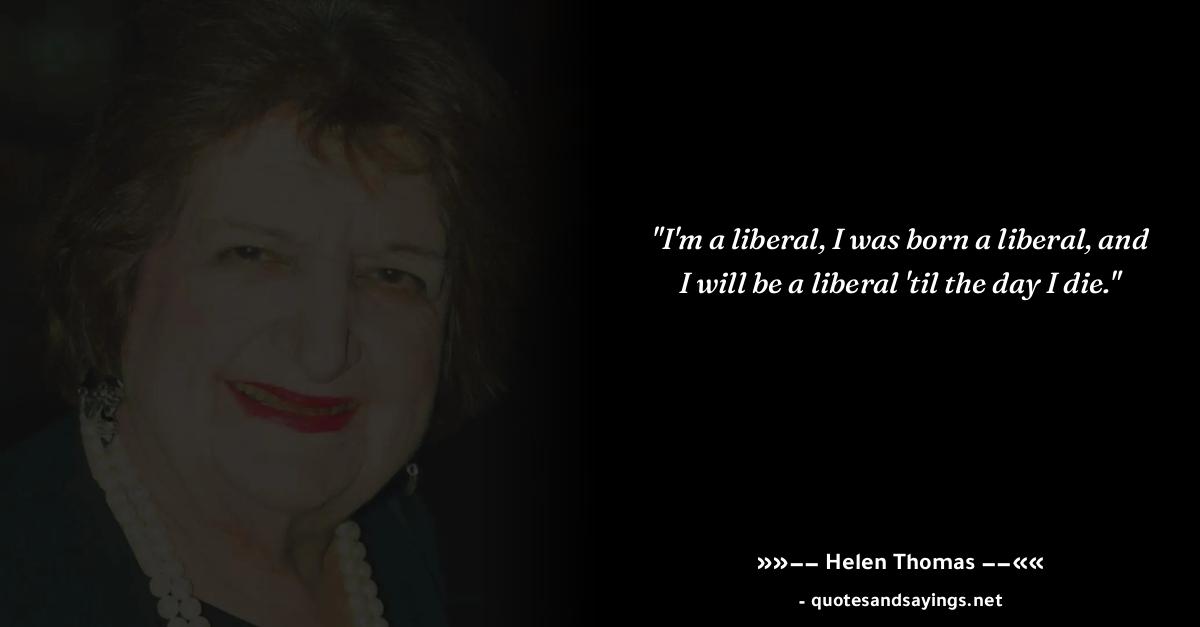 "I'm a liberal, I was born a liberal, and
I will be a liberal 'til the day I die."
»»−− Helen Thomas −−««
- quotesandsayings.net